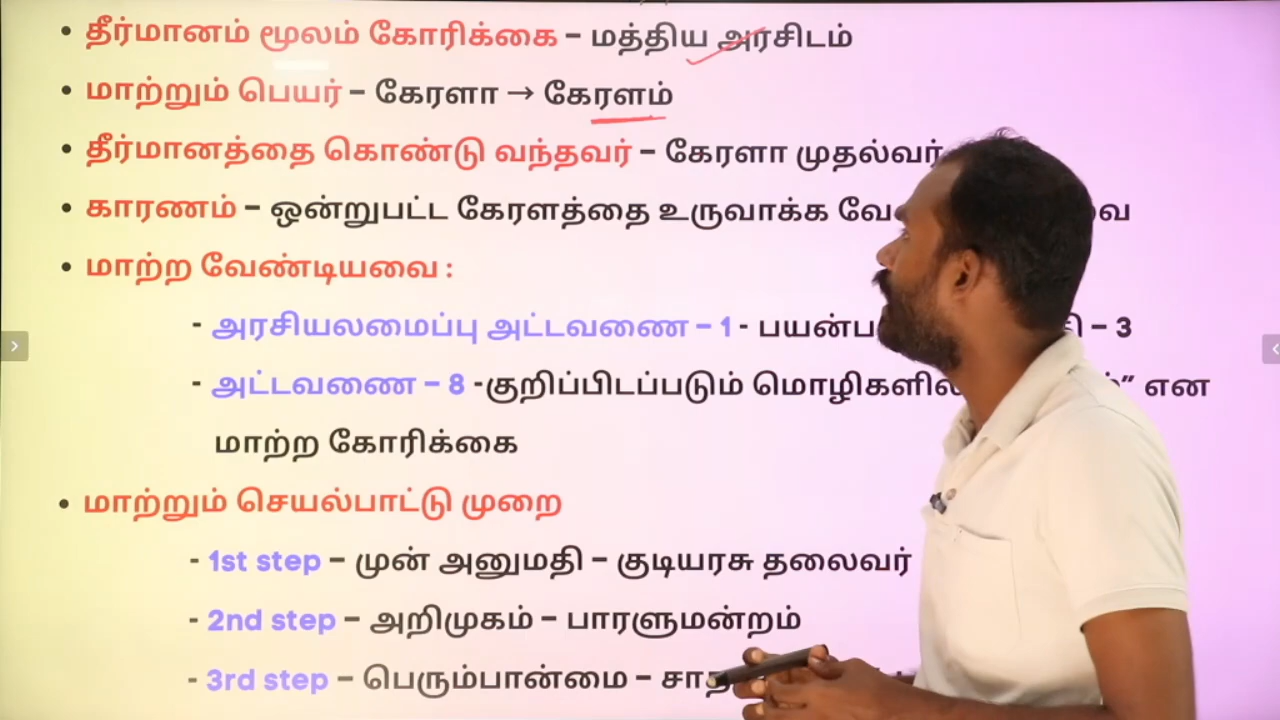 • தீர்மானம் மூலம் கோரிக்கை – மத்திய அரசிடம்
• மாற்றும் பெயர் – கேரளா → கேரளம்
• தீர்மானத்தை கொண்டு வந்தவர் – கேரளா முதல்வர்
• காரணம் – ஒன்றுபட்ட கேரளத்தை உருவாக்க
• மாற்ற வேண்டியவை :
- அரசியலமைப்பு அட்டவணை – 1 - – 3
- அட்டவணை – 8 -குறிப்பிடப்படும் என
மாற்ற கோரிக்கை
• மாற்றும் செயல்பாட்டு முறை
- 1st step – முன் அனுமதி – குடியரசு தலைவர்
- 2nd step – அறிமுகம் – பாரளுமன்றம்
- 3rd step – பெரும்பான்மை –